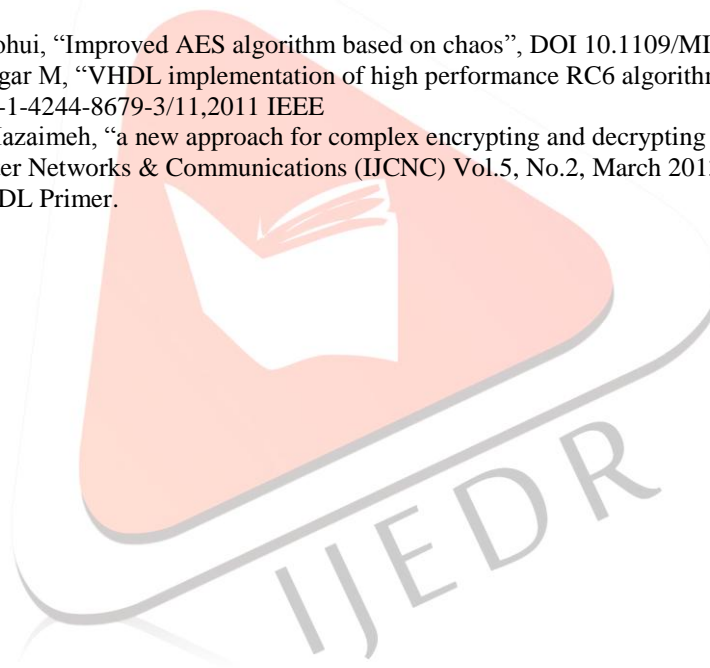 ohui, “Improved AES algorithm based on chaos”, DOI 10.1109/MI
gar M, “VHDL implementation of high performance RC6 algorithm
-1-4244-8679-3/11,2011 IEEE
Mazaimeh, “a new approach for complex encrypting and decrypting
er Networks & Communications (IJCNC) Vol.5, No.2, March 2013
DL Primer.
IJEDR